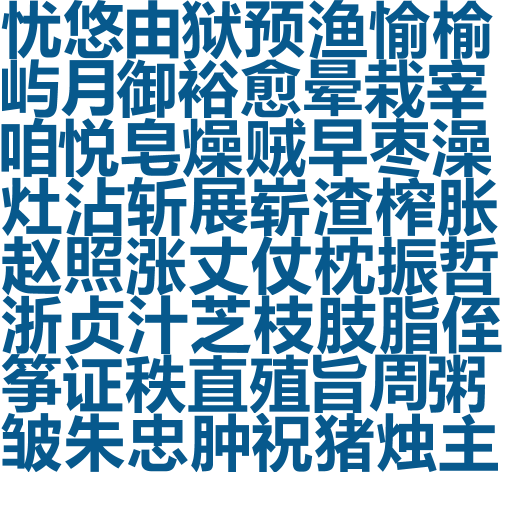 忧悠由狱预渔愉榆
屿月御裕愈晕栽宰
咱悦皂燥贼早枣澡
灶沾斩展崭渣榨胀
赵照涨丈仗枕振哲
浙贞汁芝枝肢脂侄
筝证秩直殖旨周粥
皱朱忠肿祝猪烛主